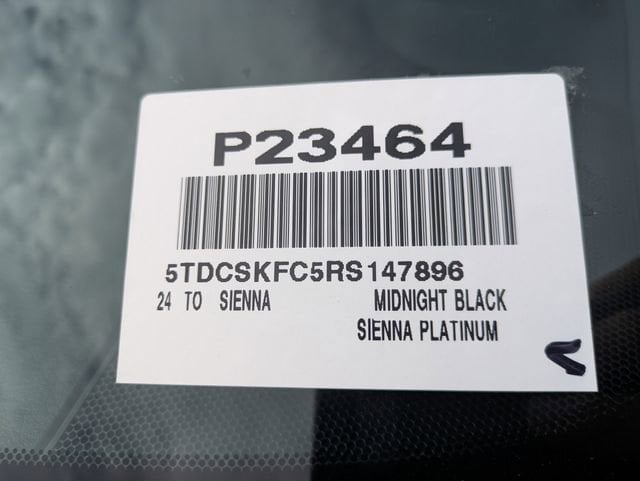 P23464
5TDCSKFC5RS147896
24 TO SIENNA MIDNIGHT BLACK
SIENNA PLATINUM